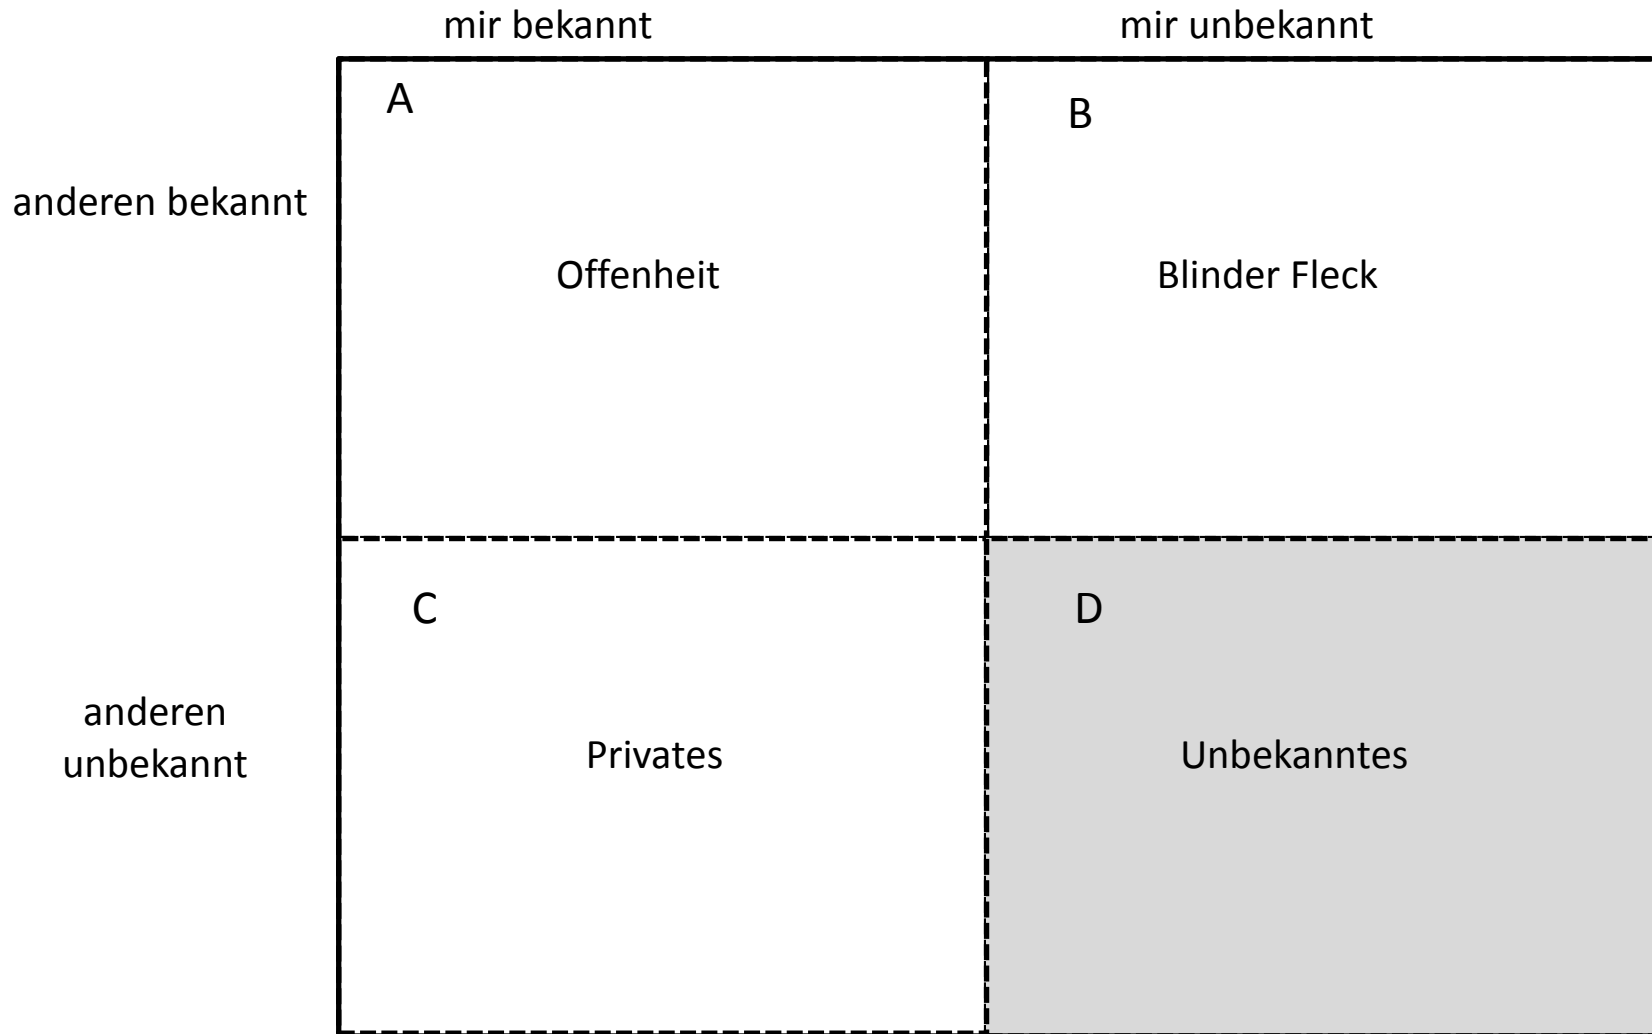 mir bekannt
mir unbekannt
A
B
anderen bekannt
Offenheit
Blinder Fleck
C
D
anderen
unbekannt
Privates
Unbekanntes